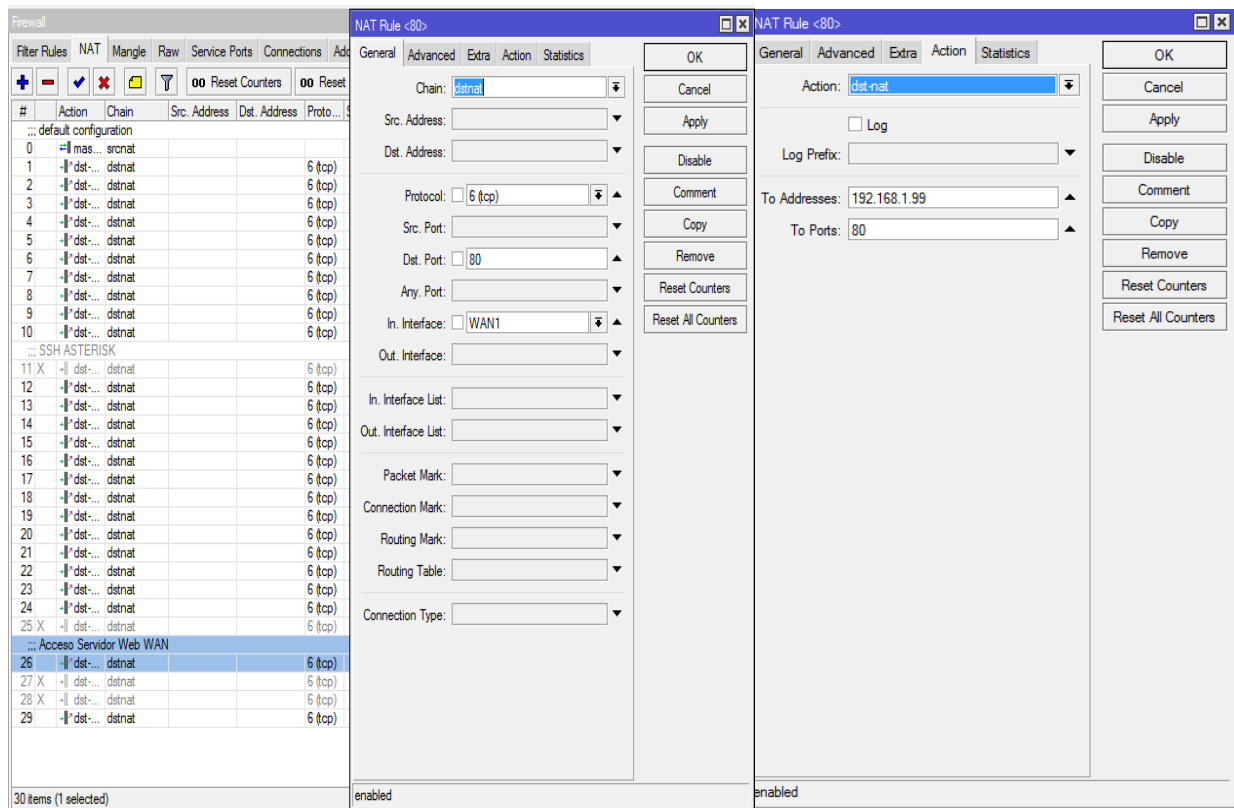 Firewall
Filter Rules NAT Mangle Raw Service Ports Connections
00 Reset Counters 00 Reset
# Action Chain Src. Address Dst. Address Proto...
;;; default configuration
0 mas... srcnat
1 dst-... dstnat 6 (tcp)
2 dst-... dstnat 6 (tcp)
3 dst-... dstnat 6 (tcp)
4 dst-... dstnat 6 (tcp)
5 dst-... dstnat 6 (tcp)
6 dst-... dstnat 6 (tcp)
7 dst-... dstnat 6 (tcp)
8 dst-... dstnat 6 (tcp)
9 dst-... dstnat 6 (tcp)
10 dst-... dstnat 6 (tcp)
;;; SSH ASTERISK
11 X dst-... dstnat 6 (tcp)
12 dst-... dstnat 6 (tcp)
13 dst-... dstnat 6 (tcp)
14 dst-... dstnat 6 (tcp)
15 dst-... dstnat 6 (tcp)
16 dst-... dstnat 6 (tcp)
17 dst-... dstnat 6 (tcp)
18 dst-... dstnat 6 (tcp)
19 dst-... dstnat 6 (tcp)
20 dst-... dstnat 6 (tcp)
21 dst-... dstnat 6 (tcp)
22 dst-... dstnat 6 (tcp)
23 dst-... dstnat 6 (tcp)
24 dst-... dstnat 6 (tcp)
25 X dst-... dstnat 6 (tcp)
;;; Acceso Servidor Web WAN
26 dst-... dstnat 6 (tcp)
27 X dst-... dstnat 6 (tcp)
28 X dst-... dstnat 6 (tcp)
29 dst-... dstnat 6 (tcp)
30 items (1 selected)
NAT Rule <80>
General Advanced Extra Action Statistics
Chain: dstnat
Src. Address:
Dst. Address:
Protocol: 6 (tcp)
Src. Port:
Dst. Port: 80
Any. Port:
In. Interface: WAN1
Out. Interface:
In. Interface List:
Out. Interface List:
Packet Mark:
Connection Mark:
Routing Mark:
Routing Table:
Connection Type:
OK
Cancel
Apply
Disable
Comment
Copy
Remove
Reset Counters
Reset All Counters
enabled
NAT Rule <80>
General Advanced Extra Action Statistics
Action: dst-nat
Log
Log Prefix:
To Addresses: 192.168.1.99
To Ports: 80
OK
Cancel
Apply
Disable
Comment
Copy
Remove
Reset Counters
Reset All Counters
enabled